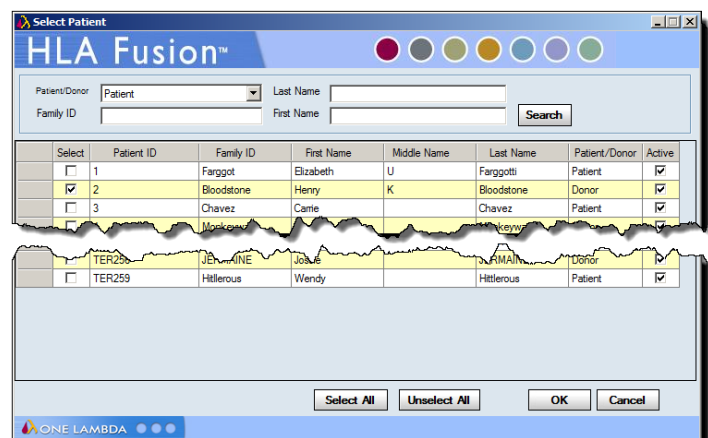 Select Patient
HLA Fusion™
Patient/Donor Patient Last Name
Family ID First Name Search
Select Patient ID Family ID First Name Middle Name Last Name Patient/Donor Active
1 Farggot Elizabeth U Farggotti Patient
2 Bloodstone Henry K Bloodstone Donor
3 Chavez Carrie Chavez Patient
TER259 Hitllerous Wendy Hittlerous Patient
Select All Unselect All OK Cancel
ONE LAMBDA